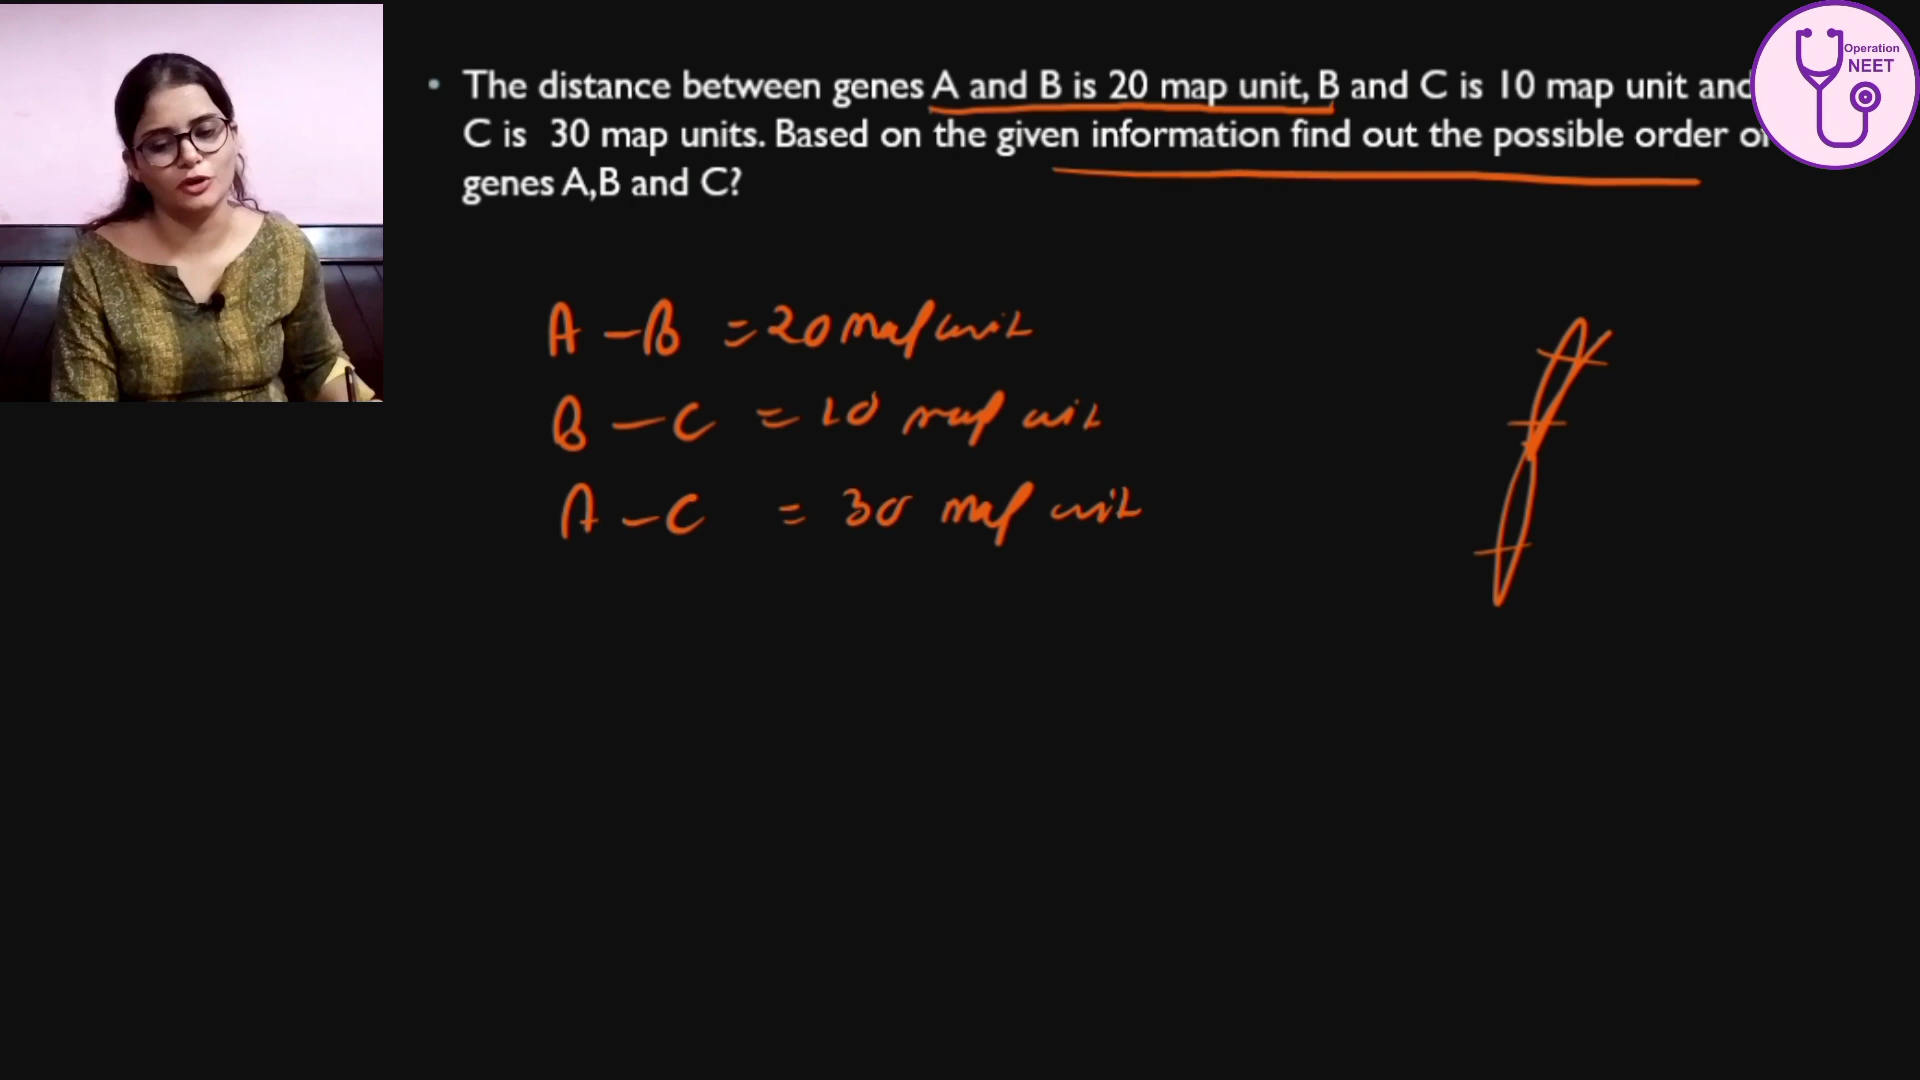 The distance between genes A and B is 20 map unit, B and C is 10 map unit and
C is 30 map units. Based on the given information find out the possible order of
genes A,B and C?
Operation
NEET
A – B = 20 map unit
B – C = 10 map unit
A – C = 30 map unit